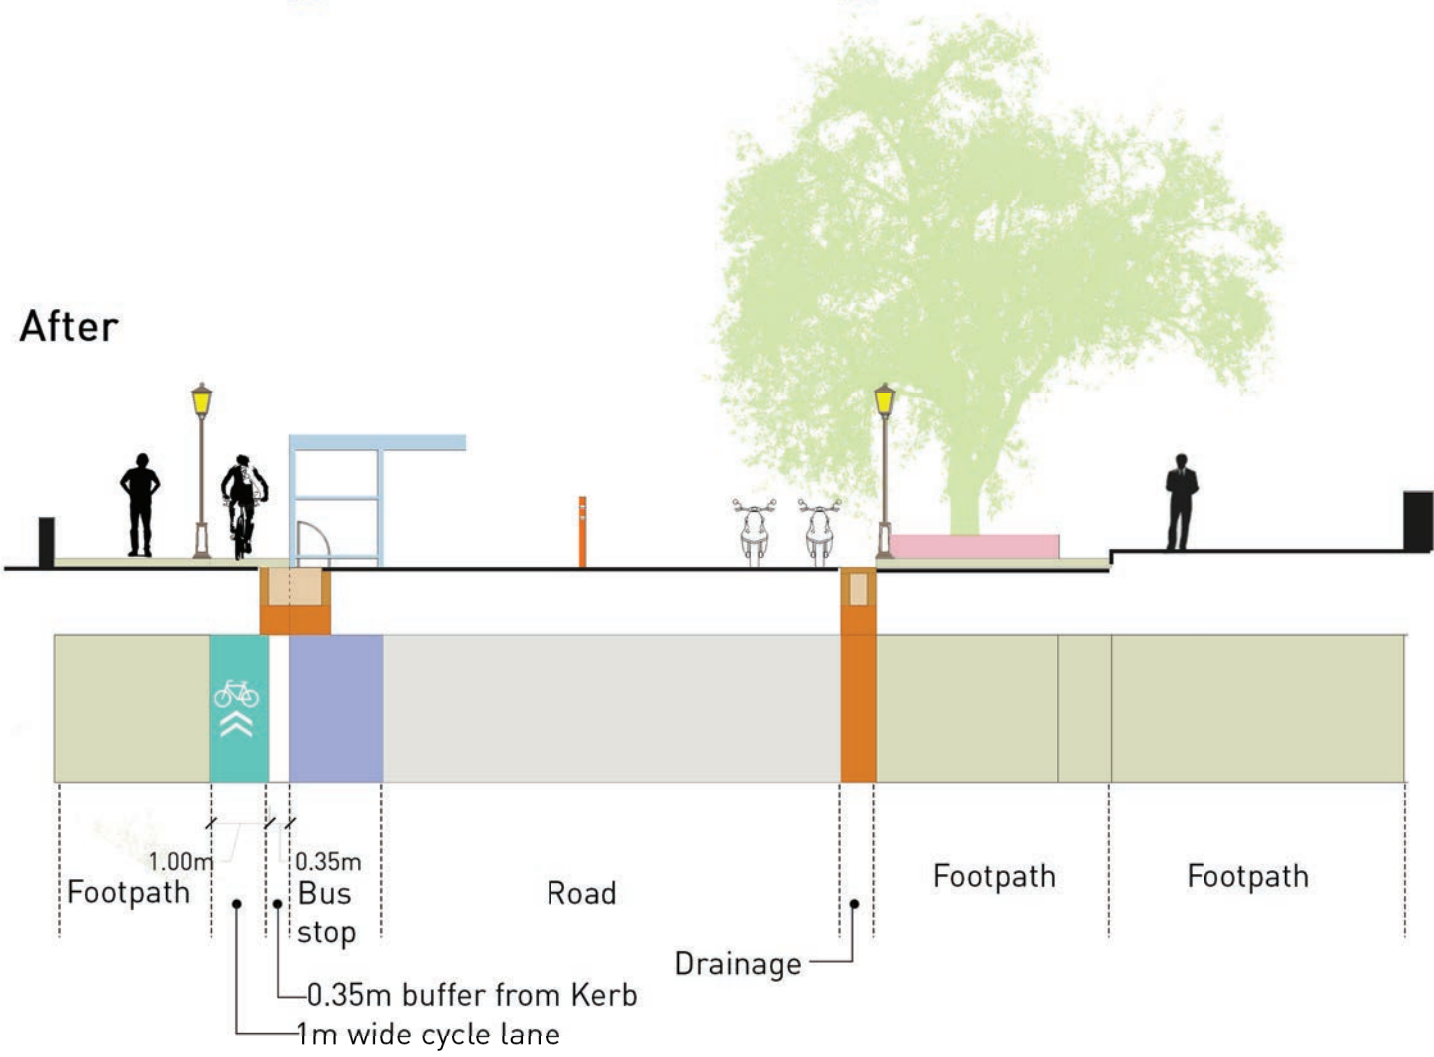 After
1.00m
0.35m
Footpath
Bus
stop
Road
Footpath
Footpath
Drainage
0.35m buffer from Kerb
1m wide cycle lane